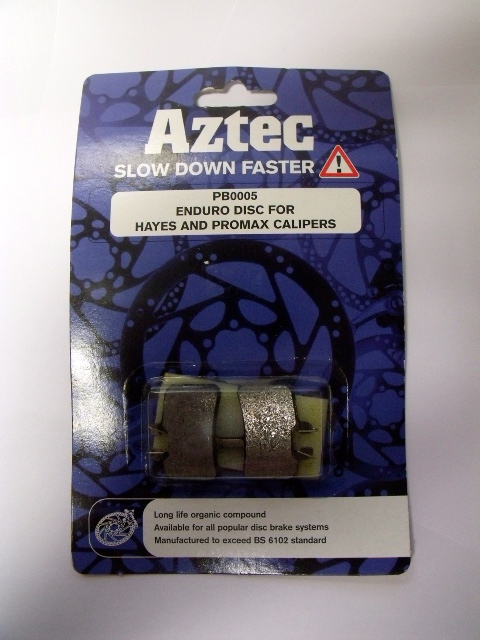 Aztec
SLOW DOWN FASTER !
PB0005
ENDURO DISC FOR
HAYES AND PROMAX CALIPERS
Long life organic compound
Available for all popular disc brake systems
Manufactured to exceed BS 6102 standard